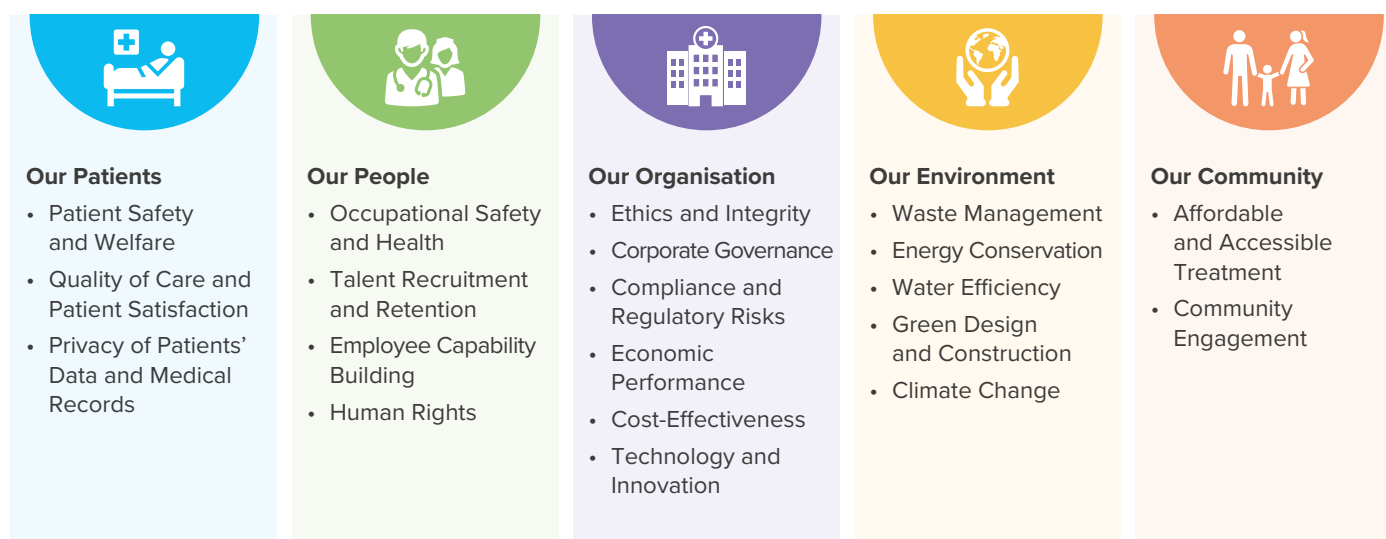 Our Patients
• Patient Safety
and Welfare
• Quality of Care and
Patient Satisfaction
• Privacy of Patients’
Data and Medical
Records
Our People
• Occupational Safety
and Health
• Talent Recruitment
and Retention
• Employee Capability
Building
• Human Rights
Our Organisation
• Ethics and Integrity
• Corporate Governance
• Compliance and
Regulatory Risks
• Economic
Performance
• Cost-Effectiveness
• Technology and
Innovation
Our Environment
• Waste Management
• Energy Conservation
• Water Efficiency
• Green Design
and Construction
• Climate Change
Our Community
• Affordable
and Accessible
Treatment
• Community
Engagement